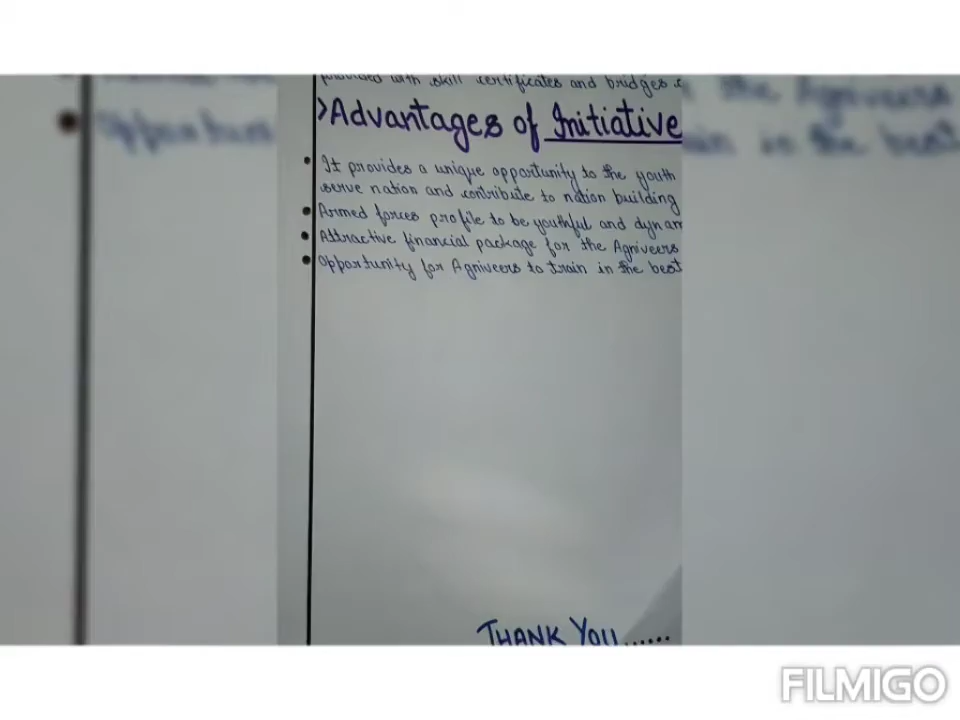 provided with skill certificates and bridges
>Advantages of Initiative
• It provides a unique opportunity to the youth
serve nation and contribute to nation building
• Armed forces profile to be youthful and dynam
• Attractive financial package for the Agniveers
• Opportunity for Agniveers to train in the best
THANK YOU......
FILMIGO